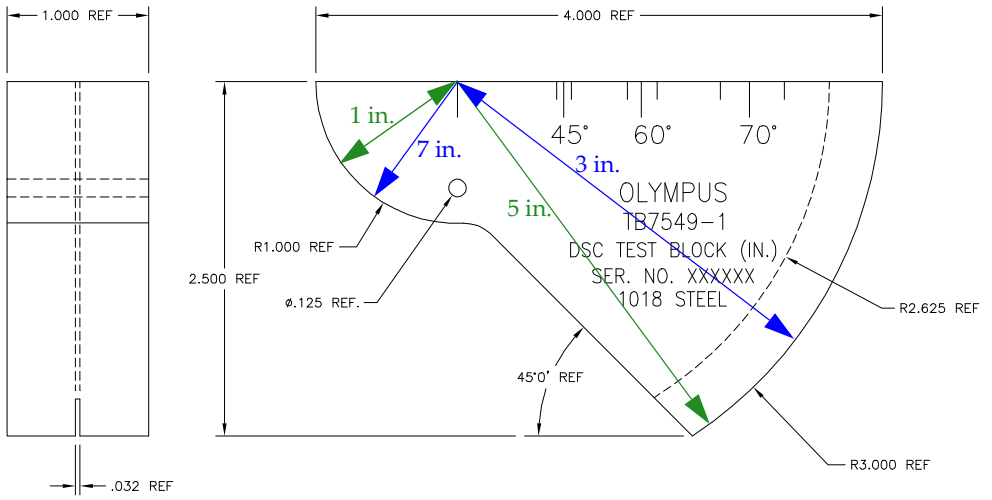 1.000 REF
4.000 REF
1 in.
7 in.
3 in.
5 in.
45°
60°
70°
OLYMPUS
TB7549-1
DSC TEST BLOCK (IN.)
SER. NO. XXXXXX
1018 STEEL
R1.000 REF
2.500 REF
ø.125 REF.
R2.625 REF
45°0' REF
R3.000 REF
.032 REF